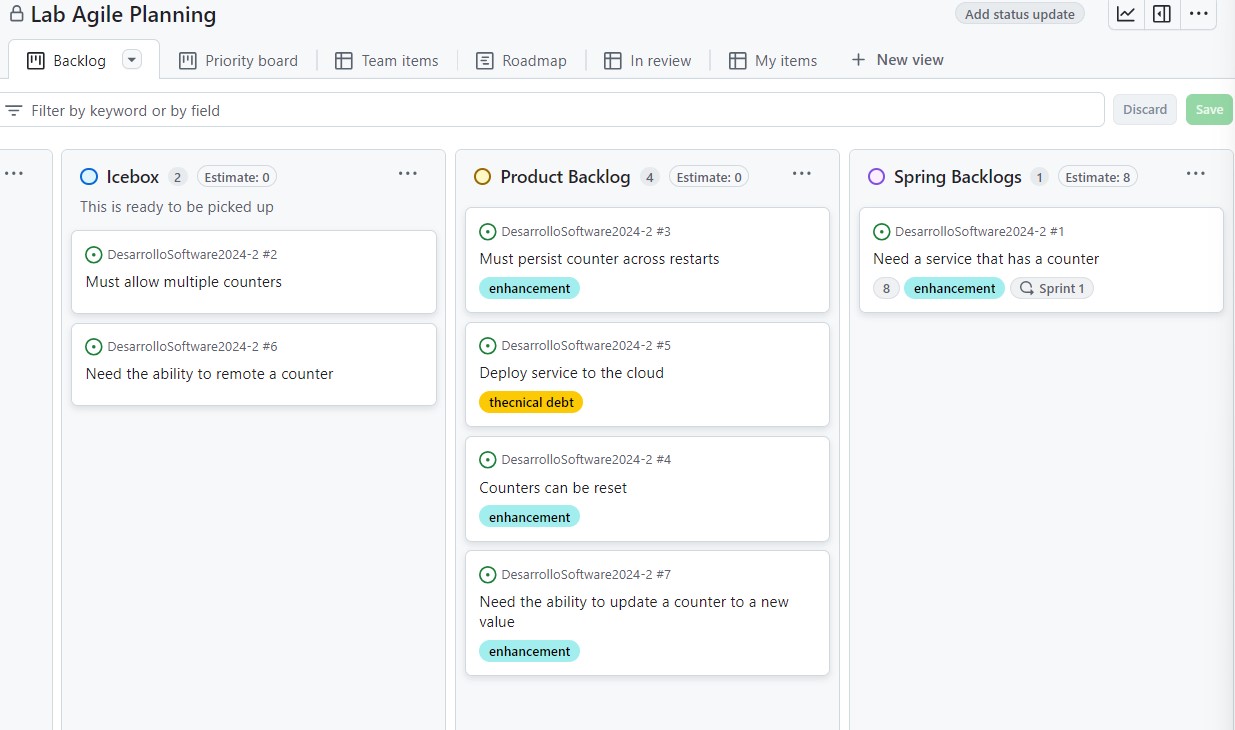 Lab Agile Planning
Add status update
Backlog
Priority board
Team items
Roadmap
In review
My items
New view
Filter by keyword or by field
Discard
Save
Icebox 2 Estimate: 0
This is ready to be picked up
DesarrolloSoftware2024-2 #2
Must allow multiple counters
DesarrolloSoftware2024-2 #6
Need the ability to remote a counter
Product Backlog 4 Estimate: 0
DesarrolloSoftware2024-2 #3
Must persist counter across restarts
enhancement
DesarrolloSoftware2024-2 #5
Deploy service to the cloud
thecnical debt
DesarrolloSoftware2024-2 #4
Counters can be reset
enhancement
DesarrolloSoftware2024-2 #7
Need the ability to update a counter to a new
value
enhancement
Spring Backlogs 1 Estimate: 8
DesarrolloSoftware2024-2 #1
Need a service that has a counter
8 enhancement Sprint 1